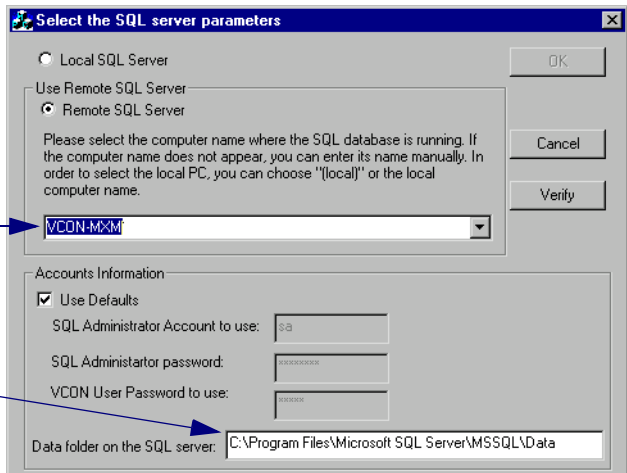 Select the SQL server parameters
Local SQL Server
OK
Use Remote SQL Server
Remote SQL Server
Please select the computer name where the SQL database is running. If
the computer name does not appear, you can enter its name manually. In
order to select the local PC, you can choose "(local)" or the local
computer name.
Cancel
Verify
VCON-MXM
Accounts Information
Use Defaults
SQL Administrator Account to use:
sa
SQL Administartor password:
xxxxxxxx
VCON User Password to use:
xxxxx
Data folder on the SQL server:
C:\Program Files\Microsoft SQL Server\MSSQL\Data